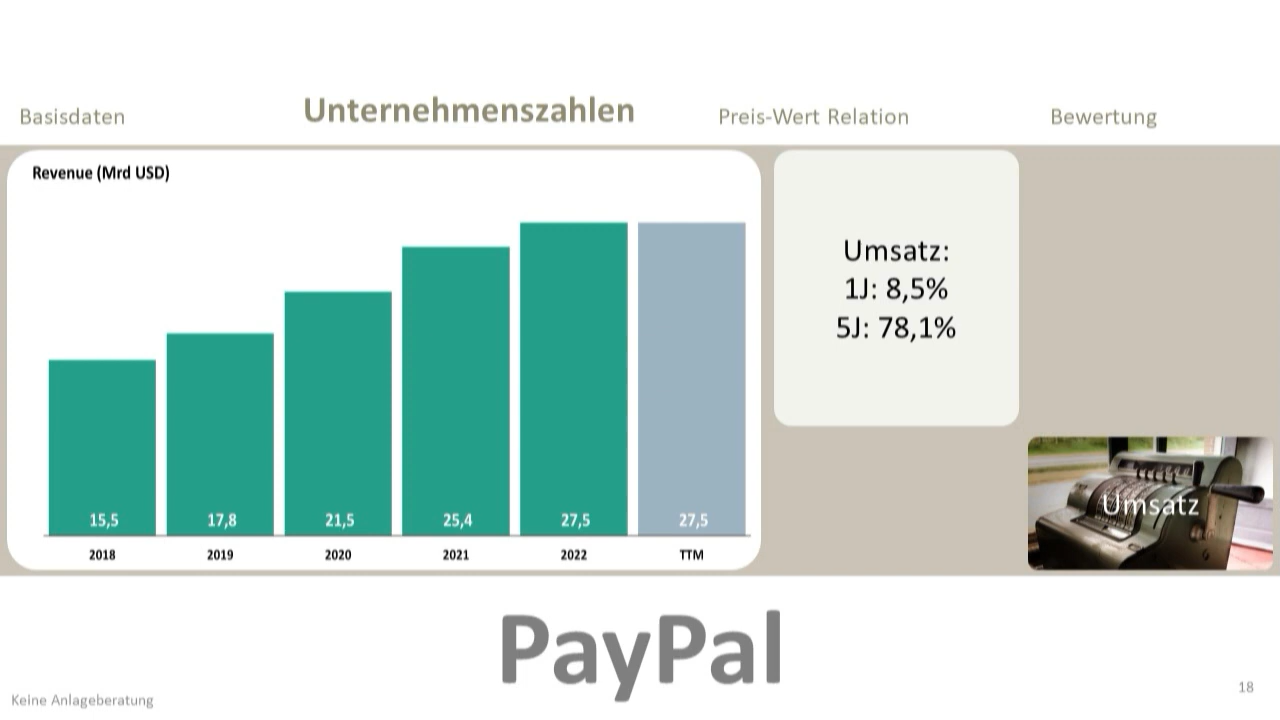 Basisdaten
Unternehmenszahlen
Preis-Wert Relation
Bewertung
Revenue (Mrd USD)
15,5
17,8
21,5
25,4
27,5
27,5
2018
2019
2020
2021
2022
TTM
Umsatz:
1J: 8,5%
5J: 78,1%
Umsatz
PayPal
Keine Anlageberatung
18